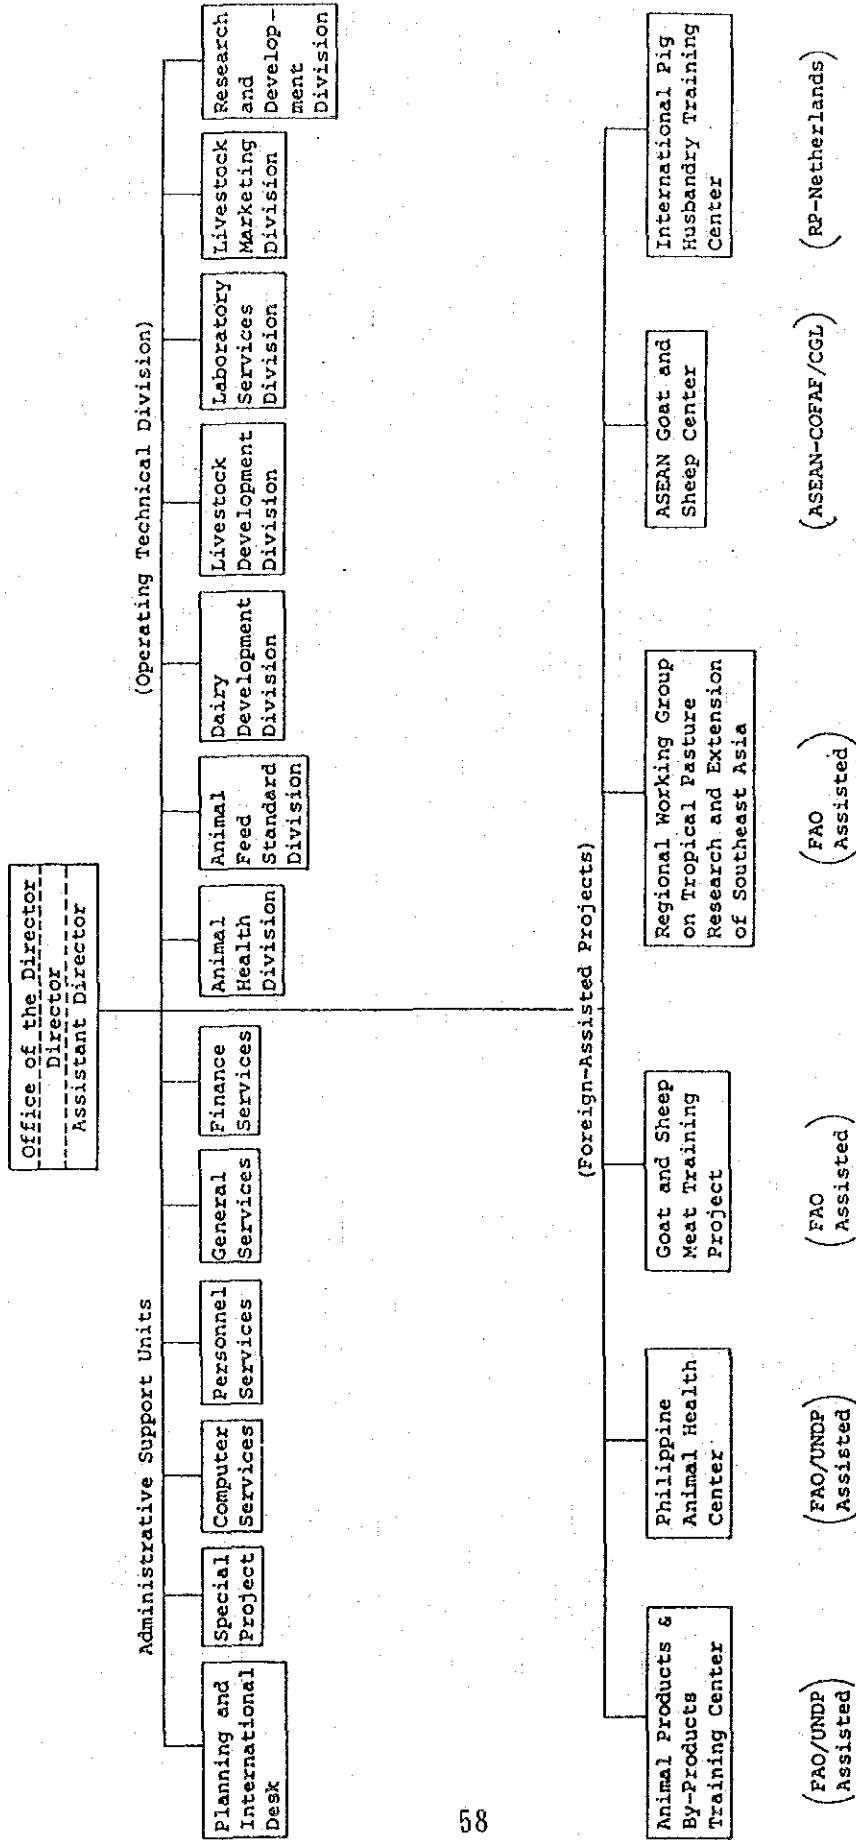 Office of the Director
Director
Assistant Director
Administrative Support Units
(Operating Technical Division)
Planning and
International
Desk
Special
Project
Computer
Services
Personnel
Services
General
Services
Finance
Services
Animal
Health
Division
Animal
Feed
Standard
Division
Dairy
Development
Division
Livestock
Development
Division
Laboratory
Services
Division
Livestock
Marketing
Division
Research
and
Develop-
ment
Division
(Foreign-Assisted Projects)
Animal Products &
By-Products
Training Center
Philippine
Animal Health
Center
Goat and Sheep
Meat Training
Project
Regional Working Group
on Tropical Pasture
Research and Extension
of Southeast Asia
ASEAN Goat and
Sheep Center
International Pig
Husbandry Training
Center
(FAO/UNDP
Assisted)
(FAO/UNDP
Assisted)
(FAO
Assisted)
(FAO
Assisted)
(ASEAN-COFAF/CGL)
(RP-Netherlands)
58